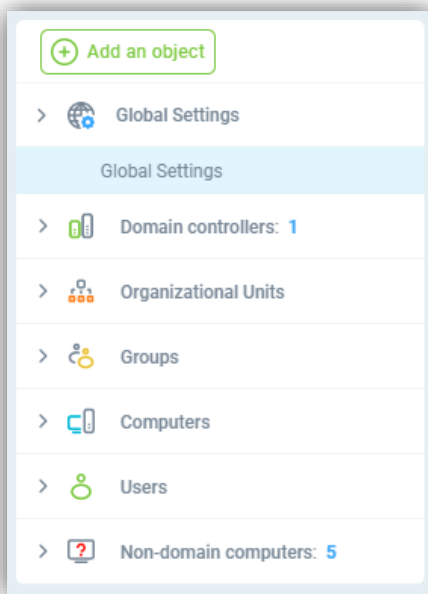 Add an object
Global Settings
Global Settings
Domain controllers: 1
Organizational Units
Groups
Computers
Users
Non-domain computers: 5